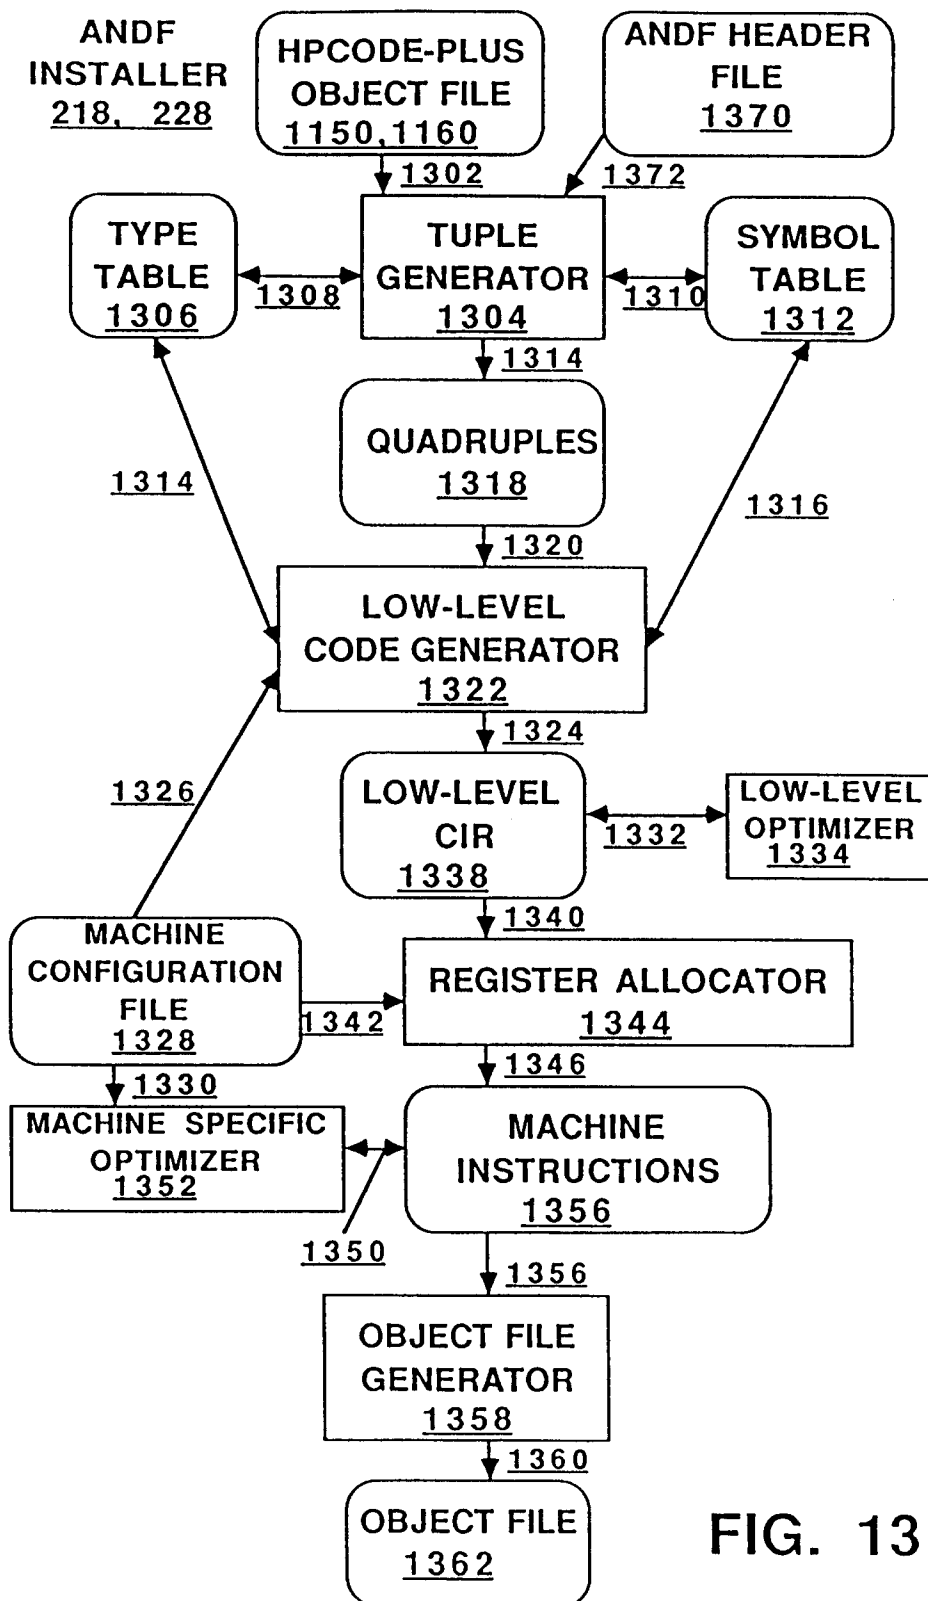 ANDF
INSTALLER
218, 228
HPCODE-PLUS
OBJECT FILE
1150,1160
ANDF HEADER
FILE
1370
1302
1372
TYPE
TABLE
1306
1308
TUPLE
GENERATOR
1304
1310
SYMBOL
TABLE
1312
1314
QUADRUPLES
1318
1314
1316
1320
LOW-LEVEL
CODE GENERATOR
1322
1324
1326
LOW-LEVEL
CIR
1338
1332
LOW-LEVEL
OPTIMIZER
1334
1340
MACHINE
CONFIGURATION
FILE
1328
1342
REGISTER ALLOCATOR
1344
1330
1346
MACHINE SPECIFIC
OPTIMIZER
1352
1350
MACHINE
INSTRUCTIONS
1356
1356
OBJECT FILE
GENERATOR
1358
1360
OBJECT FILE
1362
FIG. 13